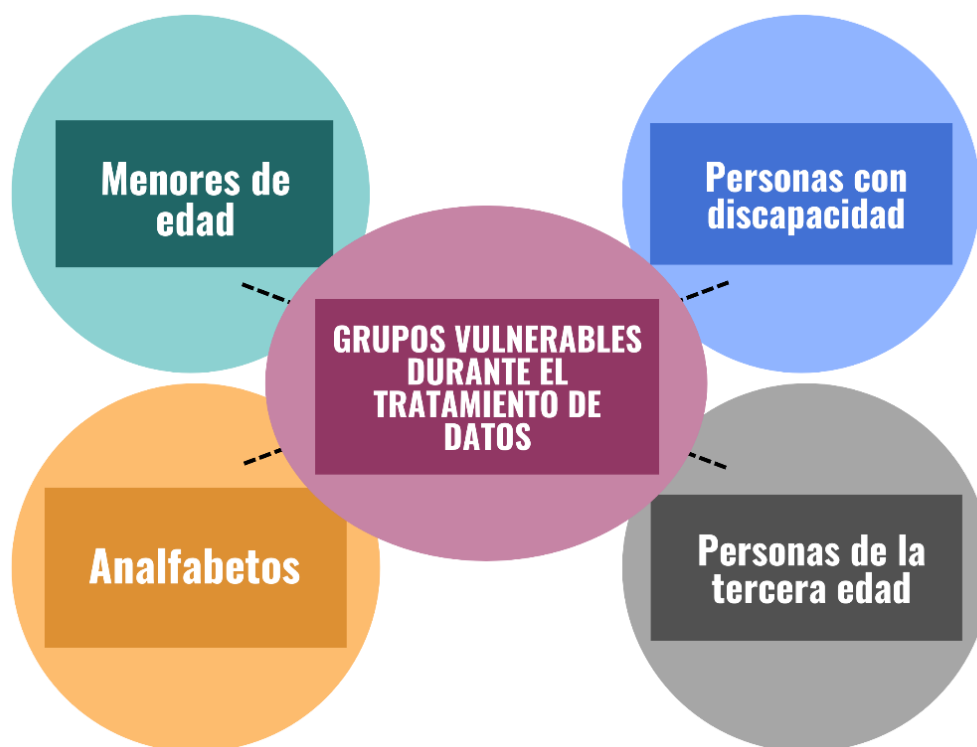 Menores de
edad
Personas con
discapacidad
GRUPOS VULNERABLES
DURANTE EL
TRATAMIENTO DE
DATOS
Analfabetos
Personas de la
tercera edad